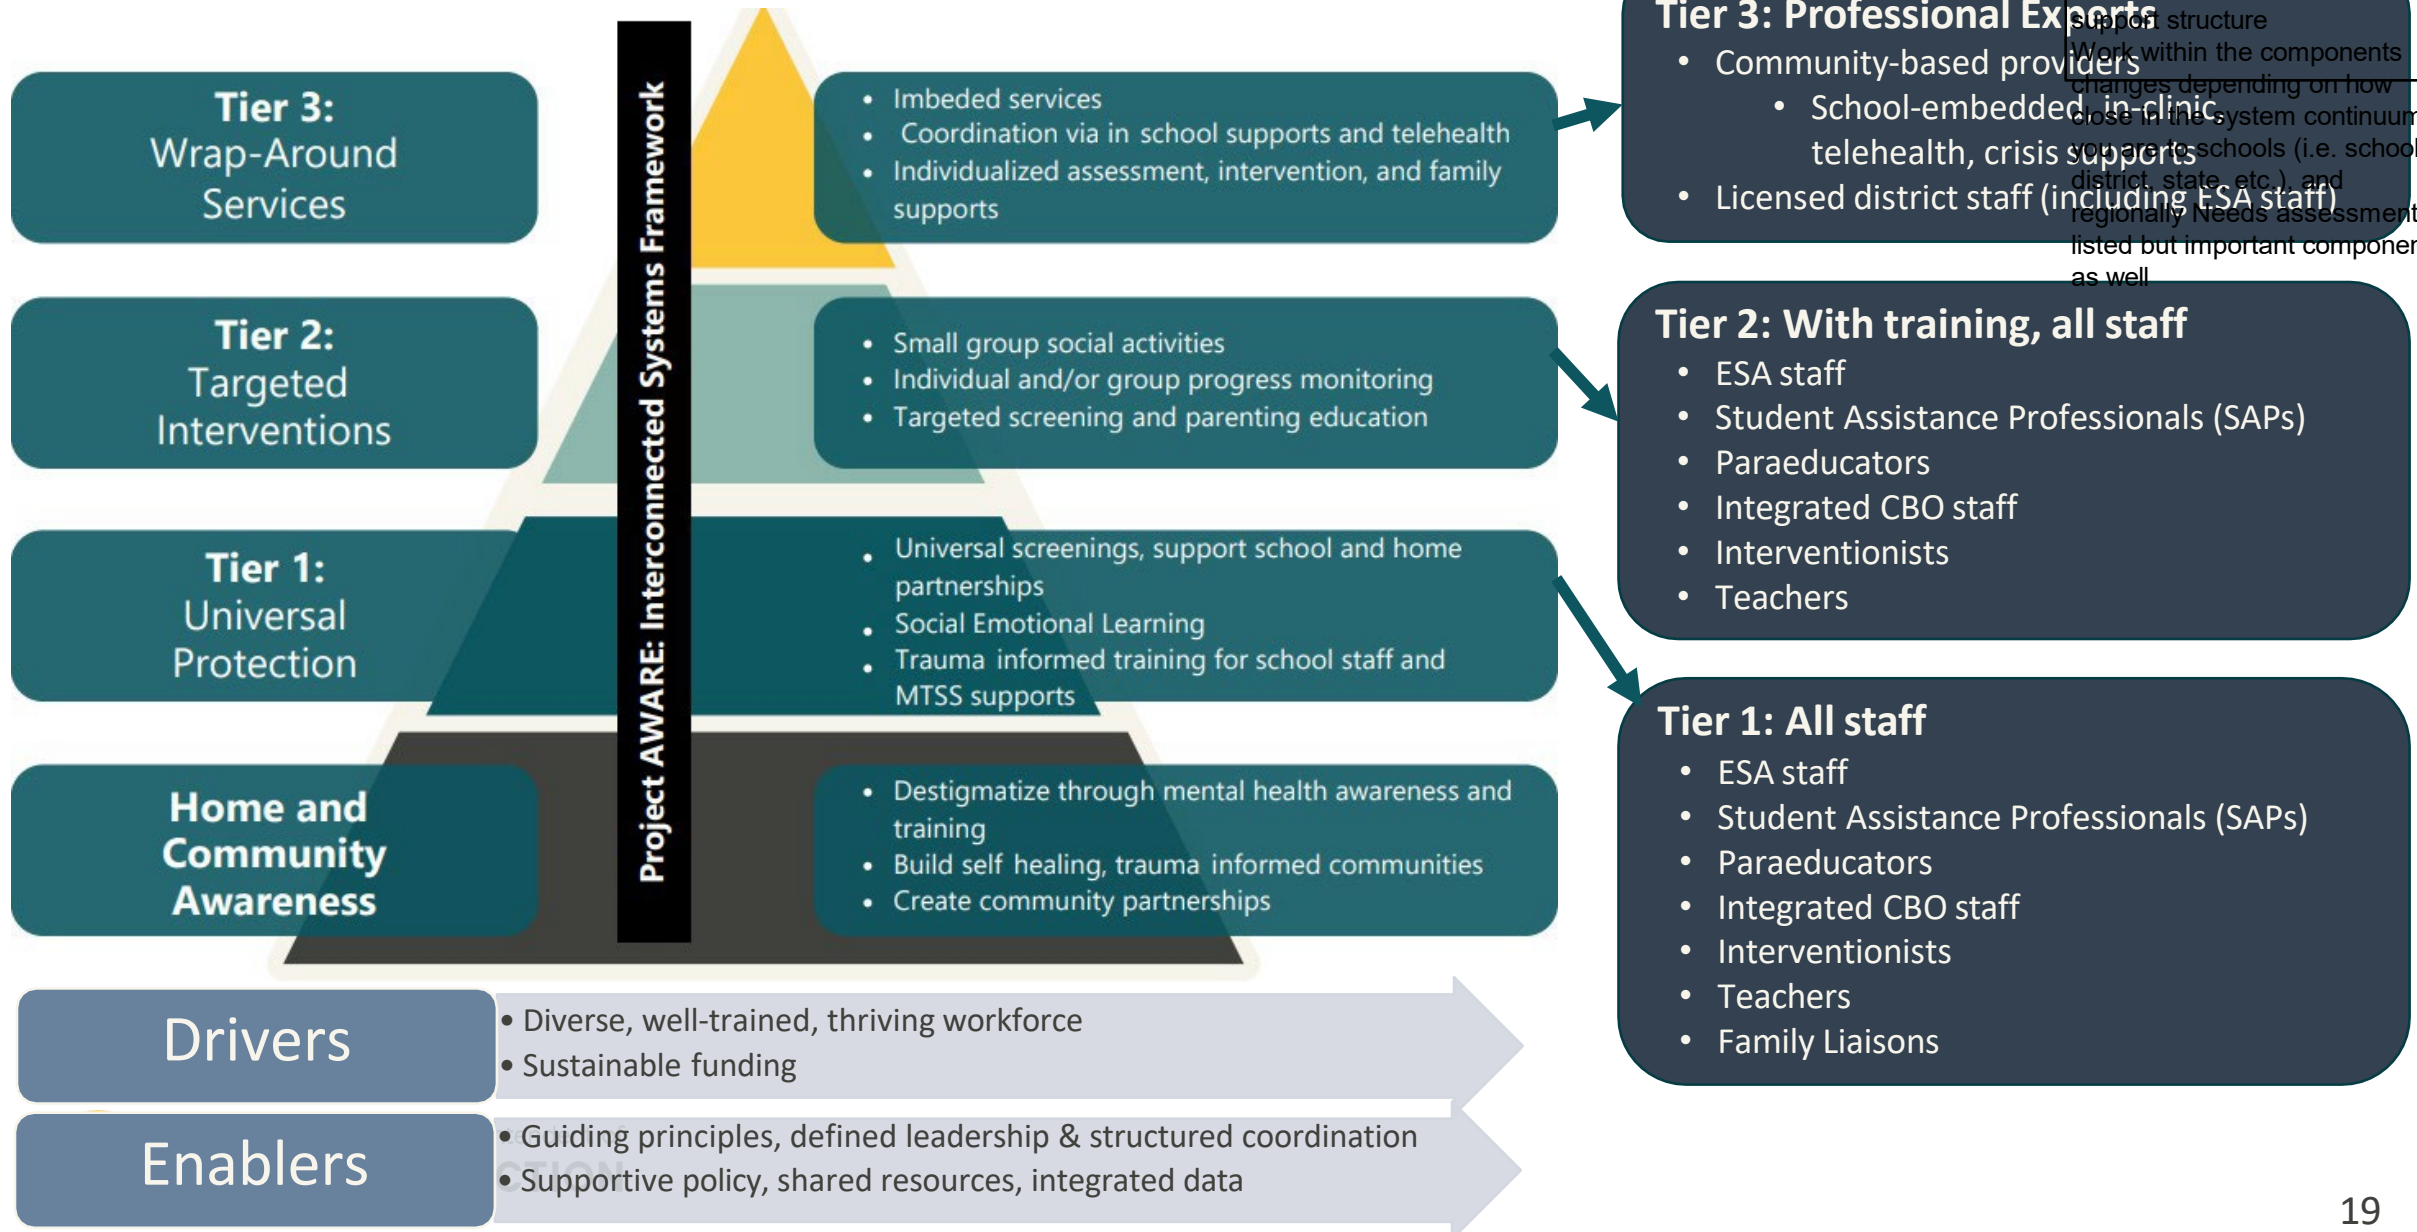 Tier 3:
Wrap-Around
Services
Tier 2:
Targeted
Interventions
Tier 1:
Universal
Protection
Home and
Community
Awareness
Project AWARE: Interconnected Systems Framework
• Imbeded services
• Coordination via in school supports and telehealth
• Individualized assessment, intervention, and family
supports
• Small group social activities
• Individual and/or group progress monitoring
• Targeted screening and parenting education
• Universal screenings, support school and home
partnerships
• Social Emotional Learning
• Trauma informed training for school staff and
MTSS supports
• Destigmatize through mental health awareness and
training
• Build self healing, trauma informed communities
• Create community partnerships
Tier 3: Professional Experts
• Community-based providers
• School-embedded, in-clinic,
telehealth, crisis supports
• Licensed district staff (including ESA staff)
support structure
Work within the components
changes depending on how
close in the system continuum
you are to schools (i.e. school
district, state, etc.), and
regionally Needs assessment
listed but important
as well
Tier 2: With training, all staff
• ESA staff
• Student Assistance Professionals (SAPs)
• Paraeducators
• Integrated CBO staff
• Interventionists
• Teachers
Tier 1: All staff
• ESA staff
• Student Assistance Professionals (SAPs)
• Paraeducators
• Integrated CBO staff
• Interventionists
• Teachers
• Family Liaisons
Drivers
• Diverse, well-trained, thriving workforce
• Sustainable funding
Enablers
• Guiding principles, defined leadership & structured coordination
• Supportive policy, shared resources, integrated data
19